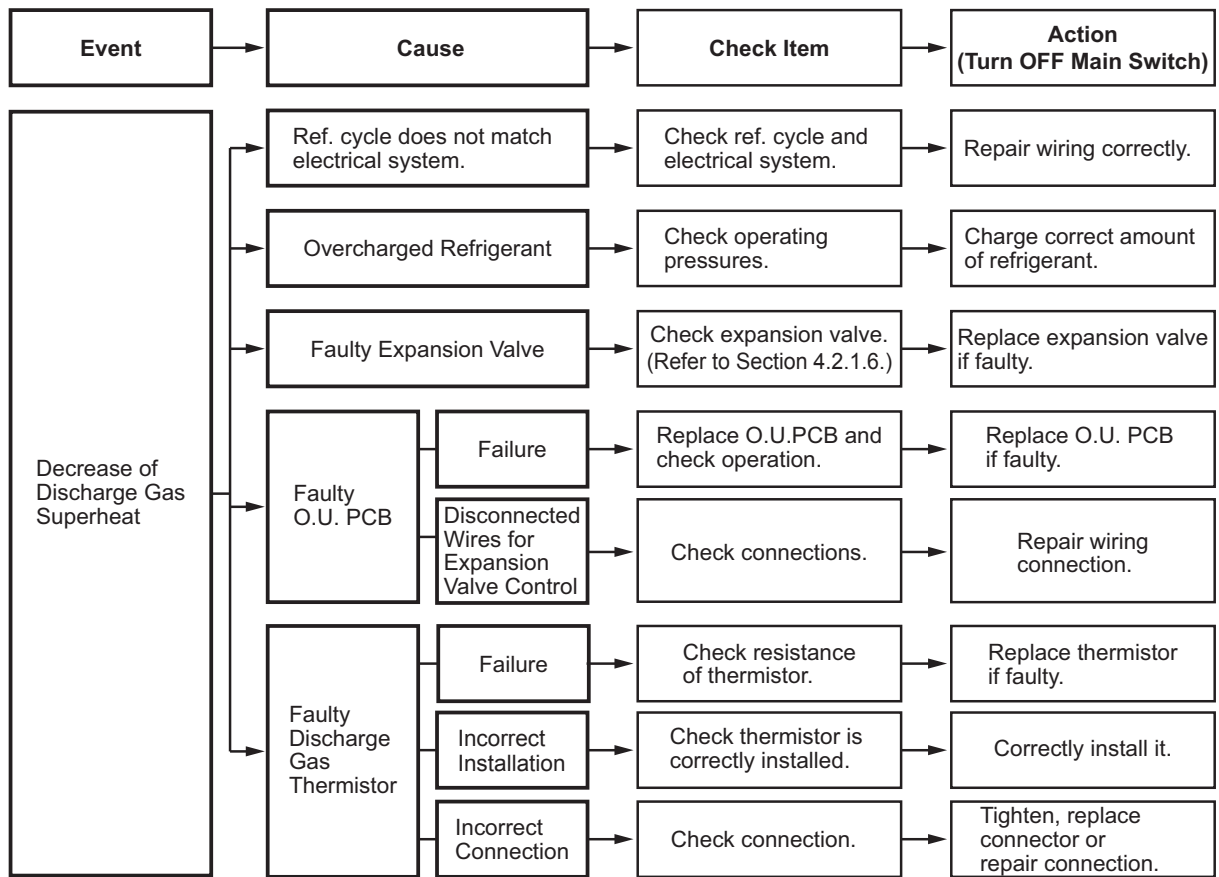 Event
Cause
Check Item
Action
(Turn OFF Main Switch)
Decrease of
Discharge Gas
Superheat
Ref. cycle does not match
electrical system.
Check ref. cycle and
electrical system.
Repair wiring correctly.
Overcharged Refrigerant
Check operating
pressures.
Charge correct amount
of refrigerant.
Faulty Expansion Valve
Check expansion valve.
(Refer to Section 4.2.1.6.)
Replace expansion valve
if faulty.
Faulty
O.U. PCB
Failure
Replace O.U.PCB and
check operation.
Replace O.U. PCB
if faulty.
Disconnected
Wires for
Expansion
Valve Control
Check connections.
Repair wiring
connection.
Faulty
Discharge
Gas
Thermistor
Failure
Check resistance
of thermistor.
Replace thermistor
if faulty.
Incorrect
Installation
Check thermistor is
correctly installed.
Correctly install it.
Incorrect
Connection
Check connection.
Tighten, replace
connector or
repair connection.